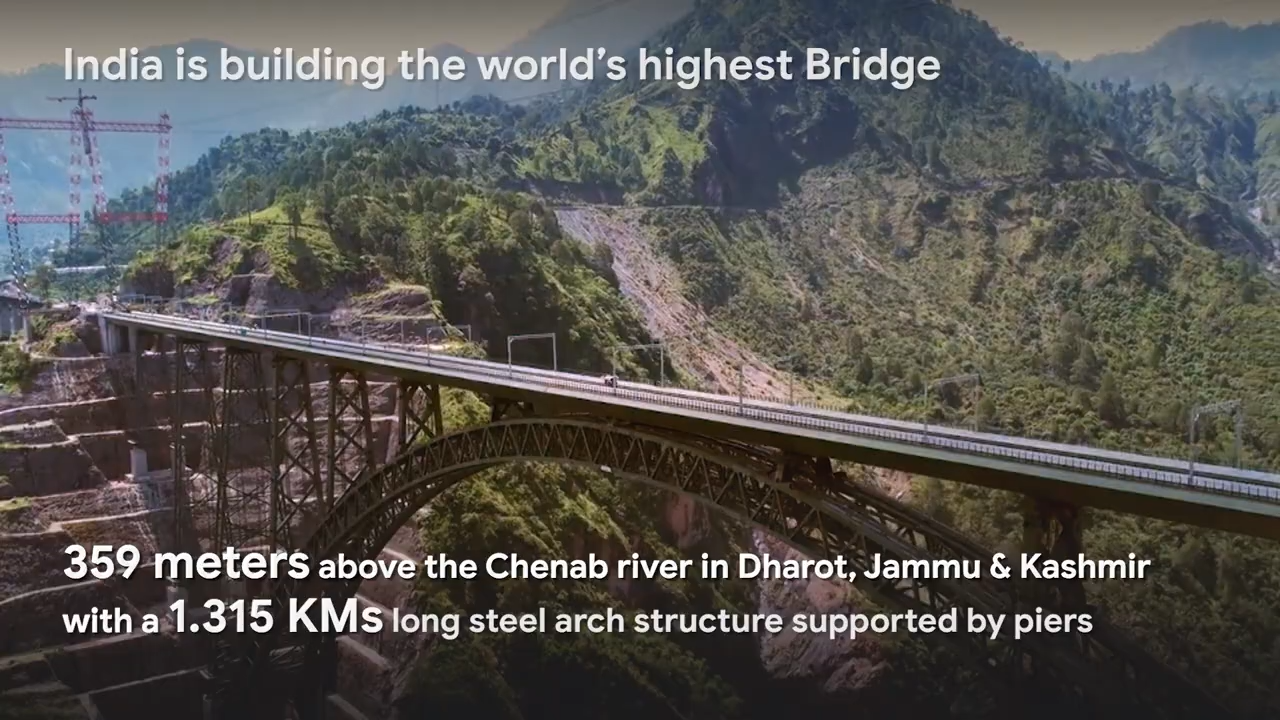 India is building the world’s highest Bridge
359 meters above the Chenab river in Dharot, Jammu & Kashmir
with a 1.315 KMs long steel arch structure supported by piers